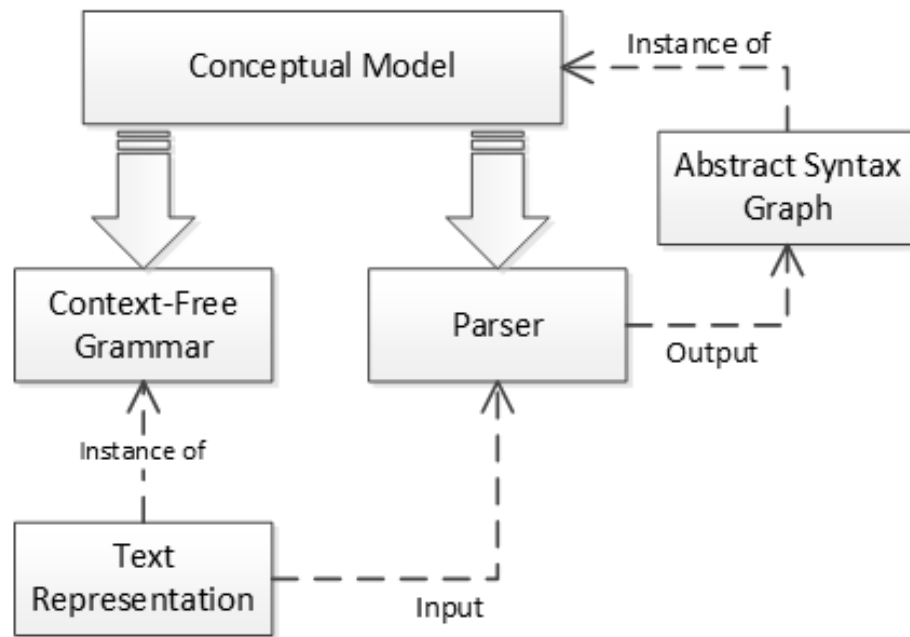 Conceptual Model
Instance of
Abstract Syntax
Graph
Context-Free
Grammar
Parser
Output
Instance of
Text
Representation
Input